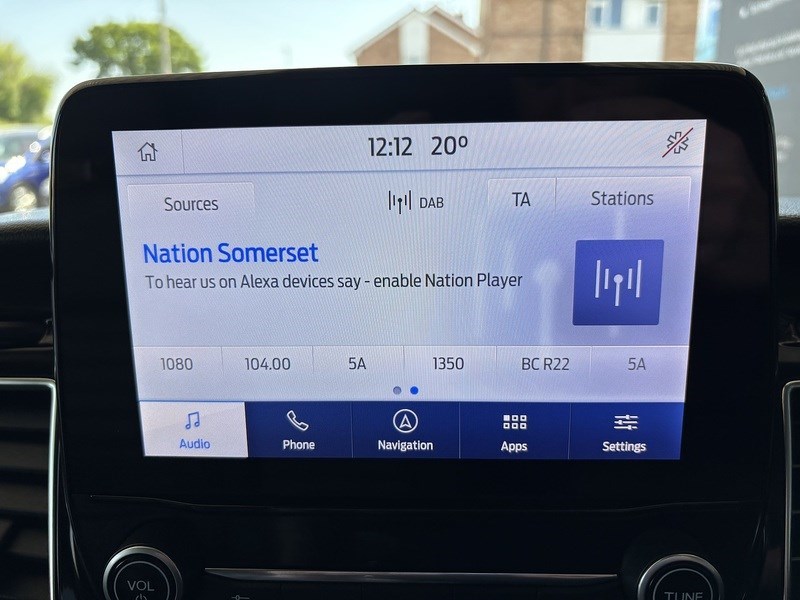 12:12 20º
Sources DAB TA Stations
Nation Somerset
To hear us on Alexa devices say - enable Nation Player
1080 104.00 5A 1350 BC R22 5A
Audio Phone Navigation Apps Settings
VOL TUNE